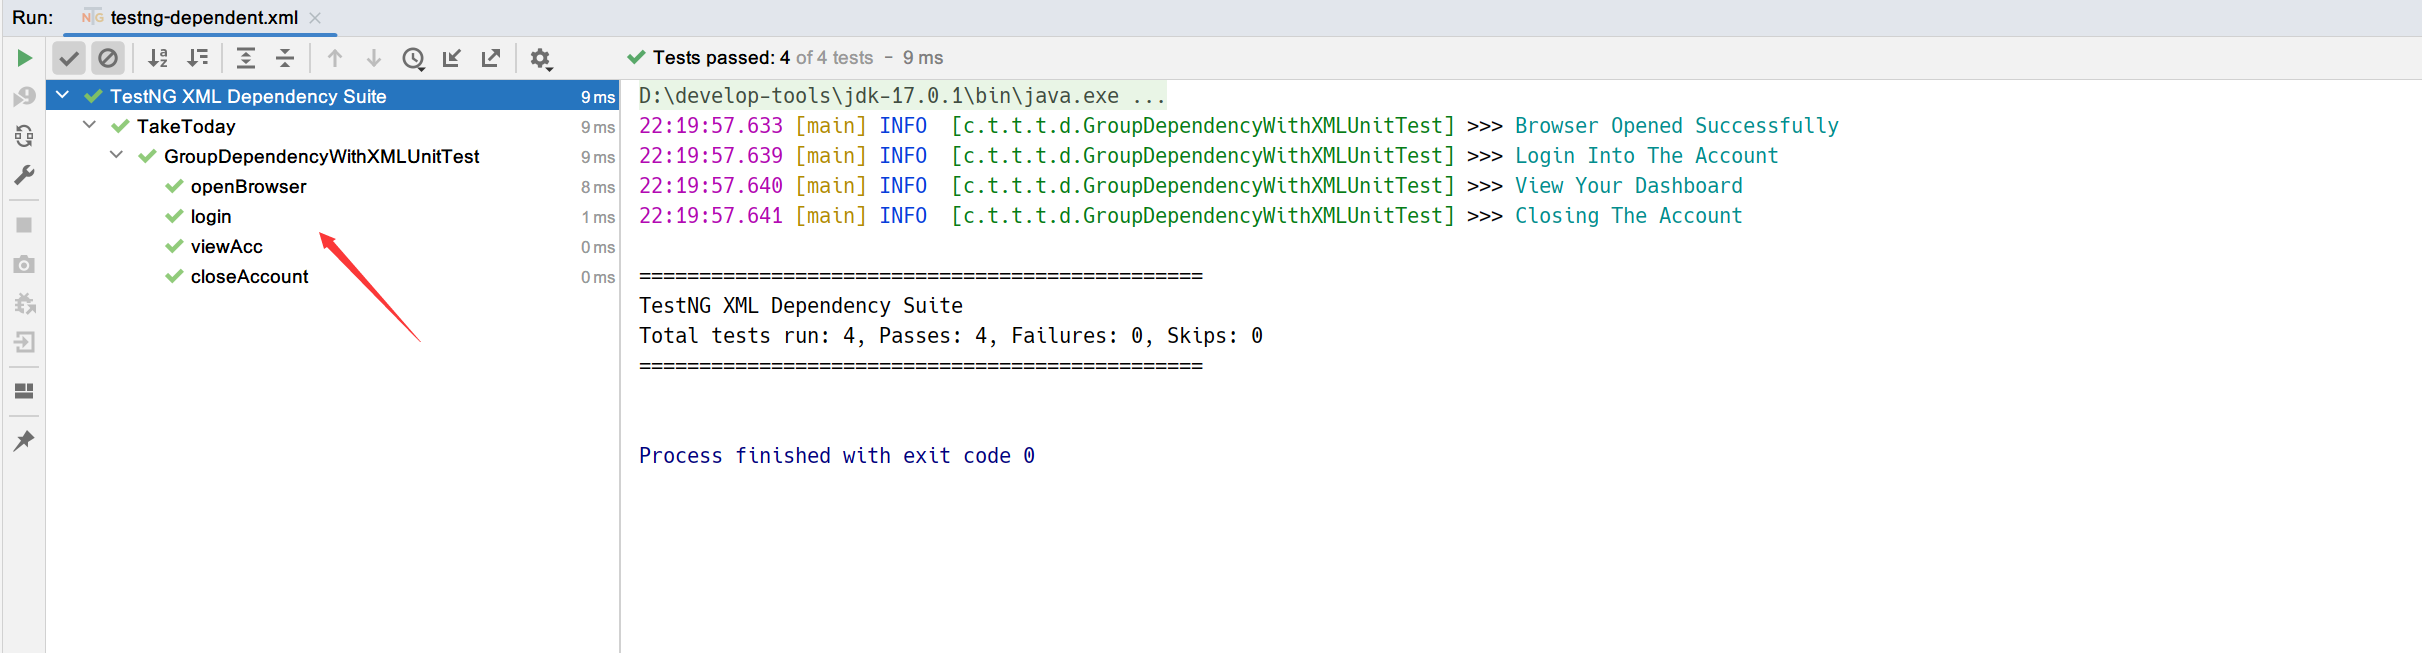 Run: testng-dependent.xml
Tests passed: 4 of 4 tests – 9 ms
TestNG XML Dependency Suite 9 ms
TakeToday 9 ms
GroupDependencyWithXMLUnitTest 9 ms
openBrowser 8 ms
login 1 ms
viewAcc 0 ms
closeAccount 0 ms
D:\develop-tools\jdk-17.0.1\bin\java.exe ...
22:19:57.633 [main] INFO  [c.t.t.t.d.GroupDependencyWithXMLUnitTest] >>> Browser Opened Successfully
22:19:57.639 [main] INFO  [c.t.t.t.d.GroupDependencyWithXMLUnitTest] >>> Login Into The Account
22:19:57.640 [main] INFO  [c.t.t.t.d.GroupDependencyWithXMLUnitTest] >>> View Your Dashboard
22:19:57.641 [main] INFO  [c.t.t.t.d.GroupDependencyWithXMLUnitTest] >>> Closing The Account
===============================================
TestNG XML Dependency Suite
Total tests run: 4, Passes: 4, Failures: 0, Skips: 0
===============================================
Process finished with exit code 0